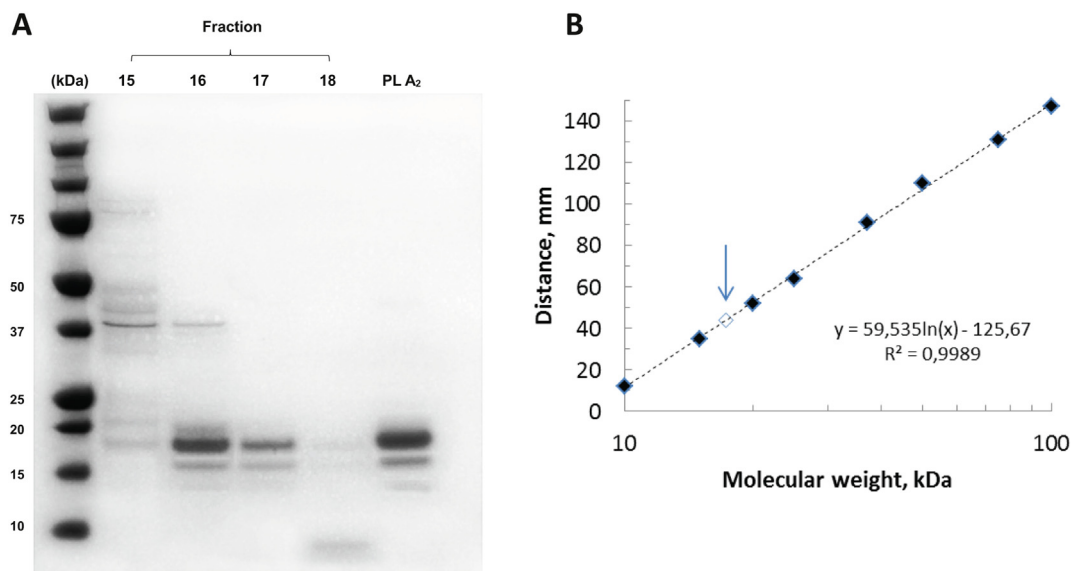 A
Fraction
(kDa) 15 16 17 18 PL A₂
75
50
37
25
20
15
10
B
Distance, mm
140
120
100
80
60
40
20
0
y = 59,535ln(x) - 125,67
R² = 0,9989
10 100
Molecular weight, kDa